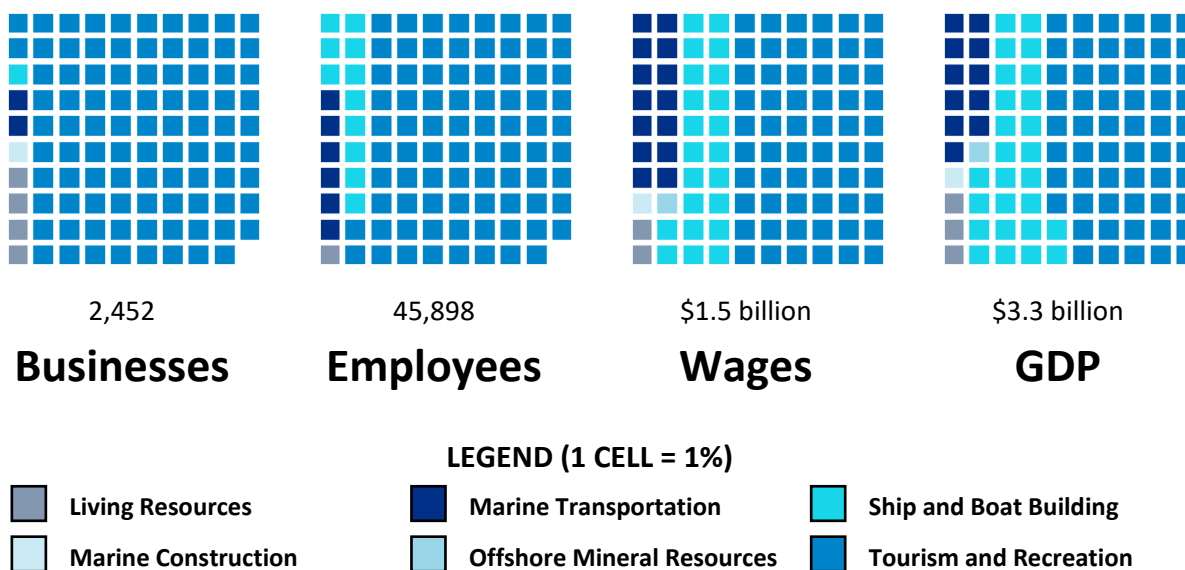 2,452 45,898 $1.5 billion $3.3 billion
Businesses Employees Wages GDP
LEGEND (1 CELL = 1%)
Living Resources Marine Transportation Ship and Boat Building
Marine Construction Offshore Mineral Resources Tourism and Recreation